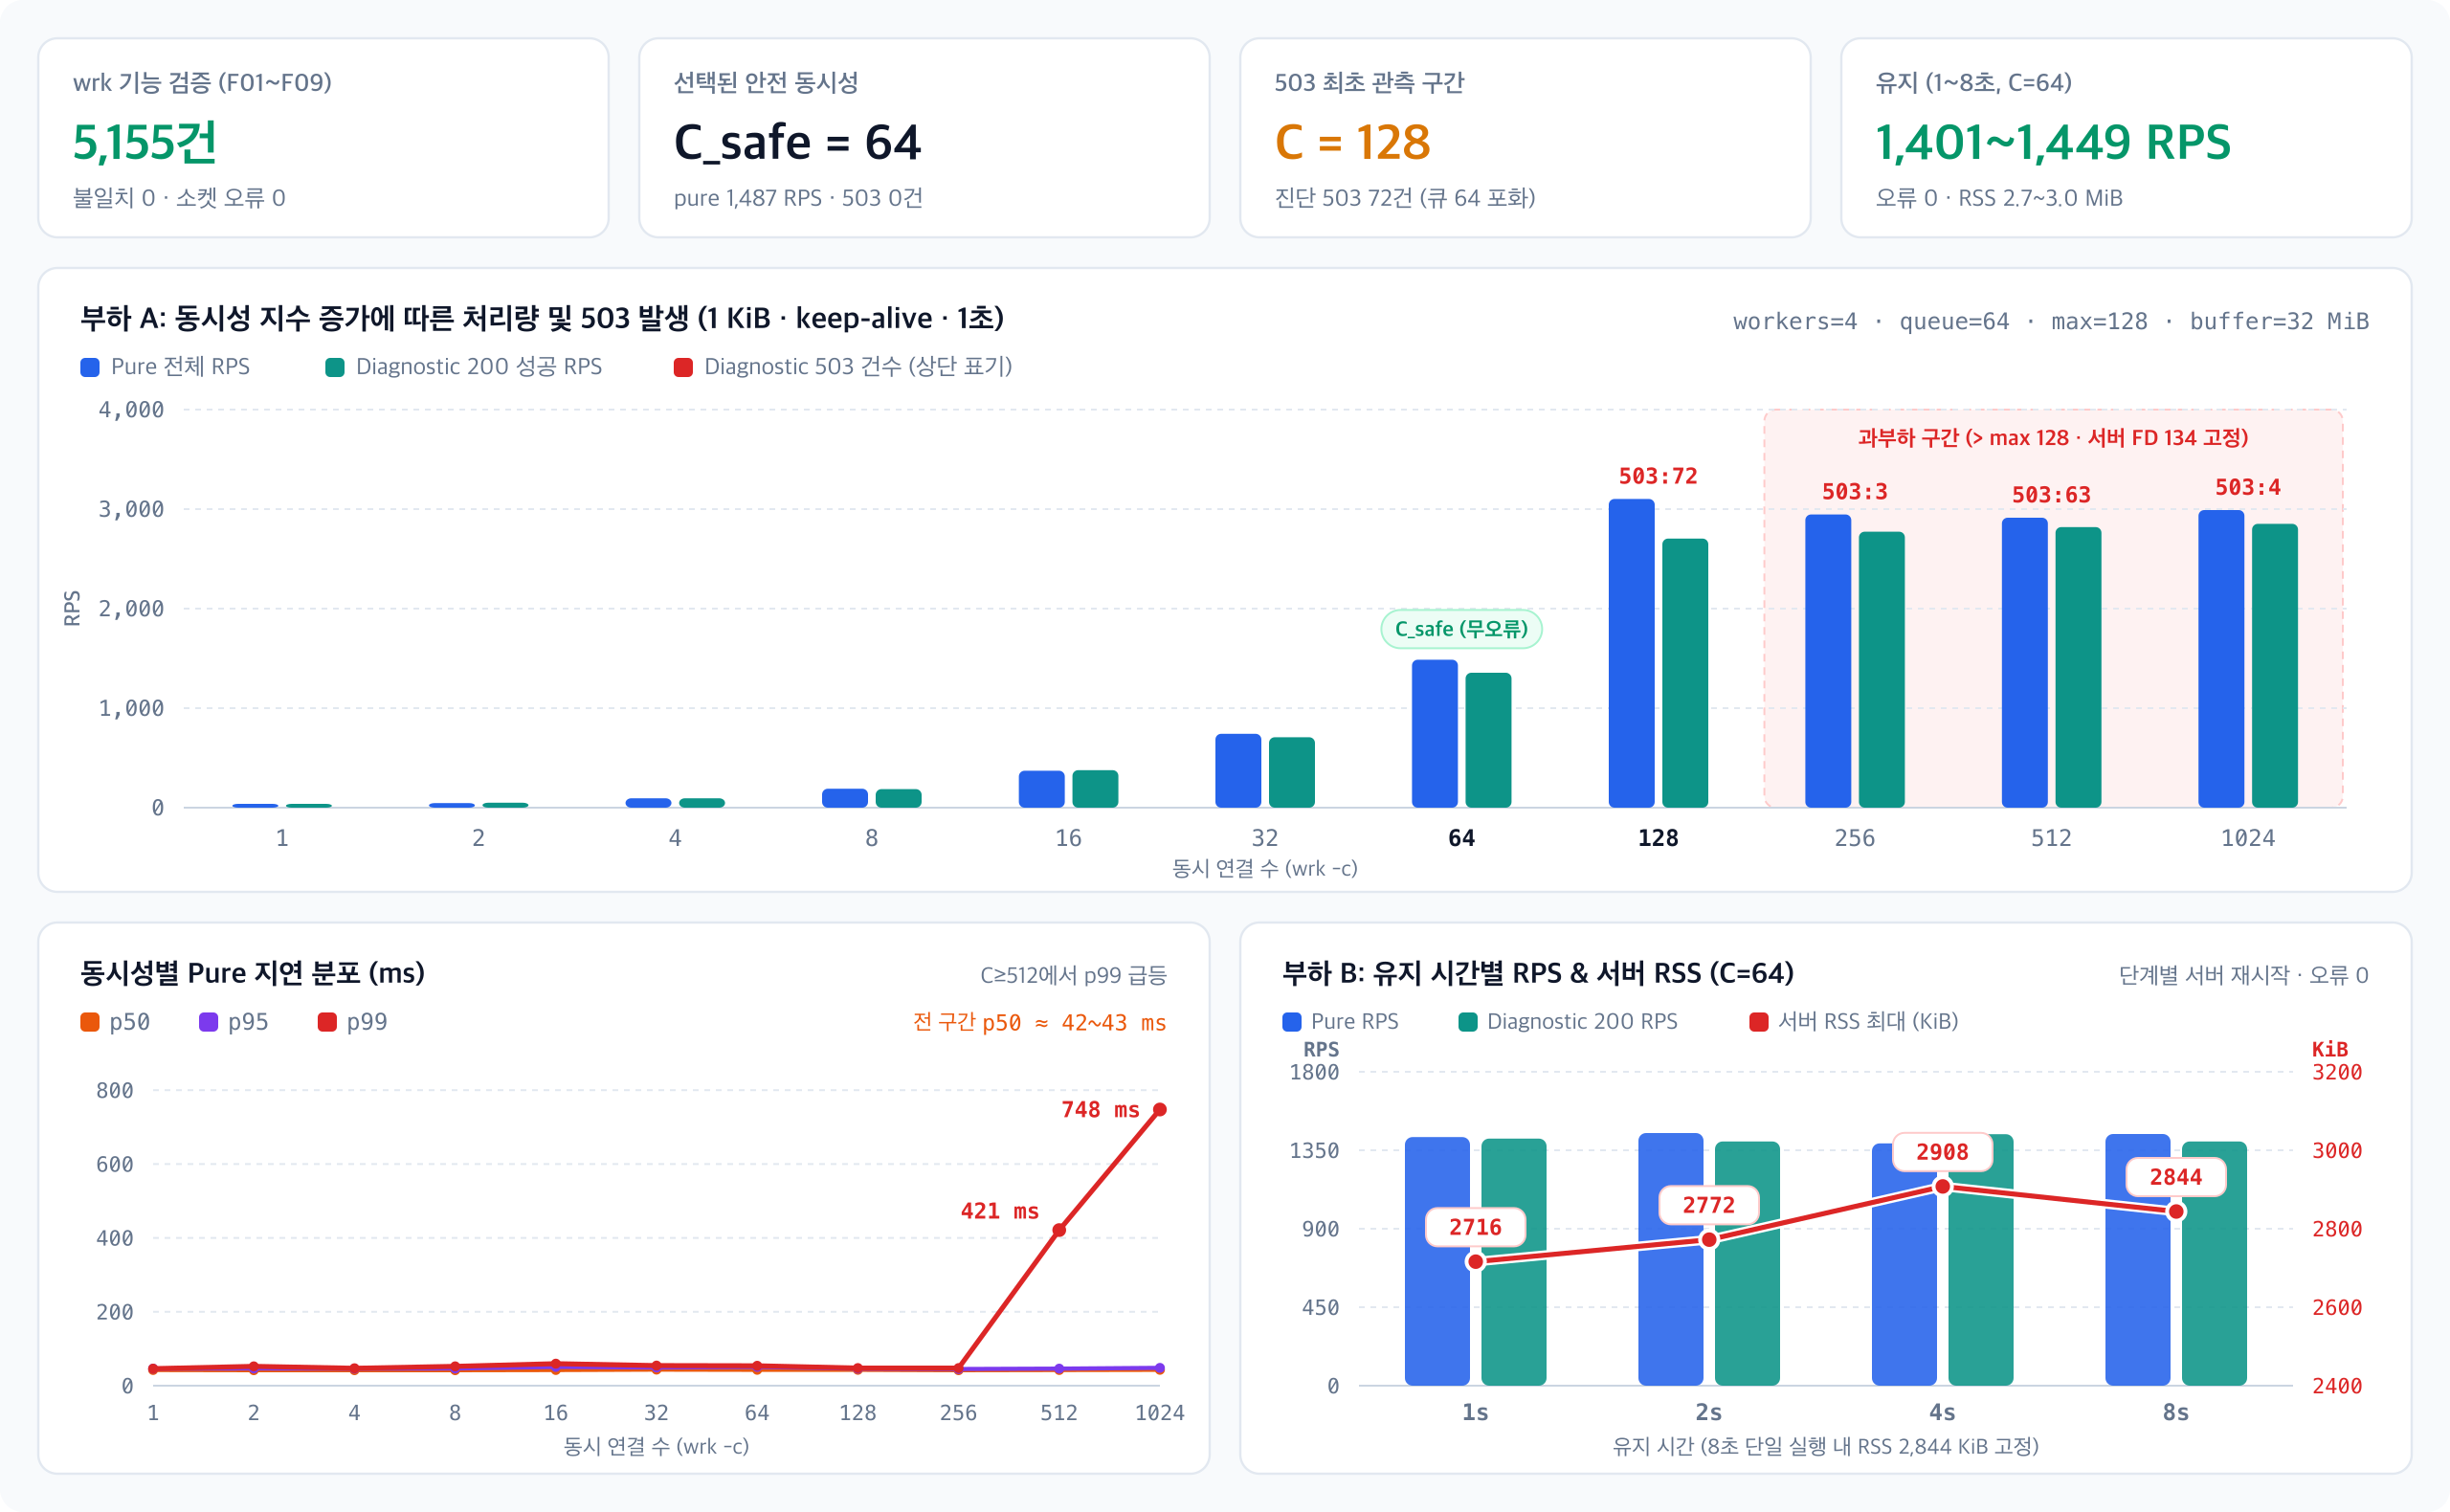 wrk 기능 검증 (F01~F09)
5,155건
불일치 0 · 소켓 오류 0
선택된 안전 동시성
C_safe = 64
pure 1,487 RPS · 503 0건
503 최초 관측 구간
C = 128
진단 503 72건 (큐 64 포화)
유지 (1~8초, C=64)
1,401~1,449 RPS
오류 0 · RSS 2.7~3.0 MiB
부하 A: 동시성 지수 증가에 따른 처리량 및 503 발생 (1 KiB · keep-alive · 1초)
workers=4 · queue=64 · max=128 · buffer=32 MiB
Pure 전체 RPS
Diagnostic 200 성공 RPS
Diagnostic 503 건수 (상단 표기)
4,000
3,000
2,000
1,000
0
RPS
과부하 구간 (> max 128 · 서버 FD 134 고정)
503:72
503:3
503:63
503:4
C_safe (무오류)
1 2 4 8 16 32 64 128 256 512 1024
동시 연결 수 (wrk -c)
동시성별 Pure 지연 분포 (ms)
C≥512에서 p99 급등
p50
p95
p99
전 구간 p50 ≈ 42~43 ms
800
600
400
200
0
748 ms
421 ms
1 2 4 8 16 32 64 128 256 512 1024
동시 연결 수 (wrk -c)
부하 B: 유지 시간별 RPS & 서버 RSS (C=64)
단계별 서버 재시작 · 오류 0
Pure RPS
Diagnostic 200 RPS
서버 RSS 최대 (KiB)
RPS
1800
1350
900
450
0
KiB
3200
3000
2800
2600
2400
2716
2772
2908
2844
1s 2s 4s 8s
유지 시간 (8초 단일 실행 내 RSS 2,844 KiB 고정)